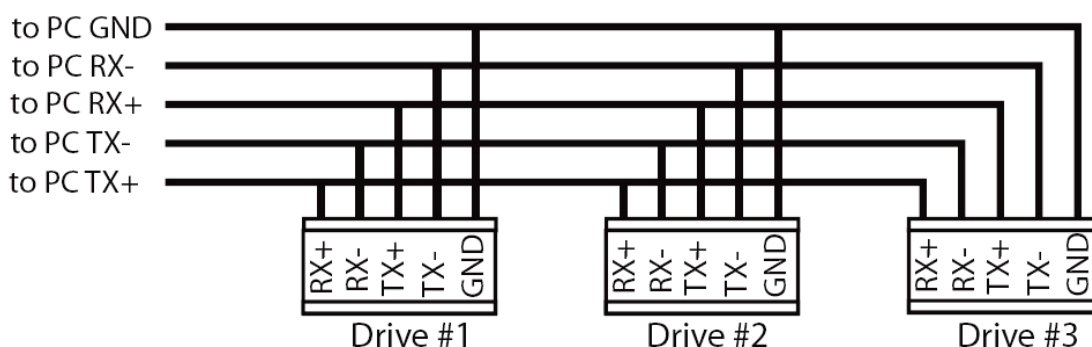 to PC GND
to PC RX-
to PC RX+
to PC TX-
to PC TX+
RX+
RX-
TX+
TX-
GND
Drive #1
RX+
RX-
TX+
TX-
GND
Drive #2
RX+
RX-
TX+
TX-
GND
Drive #3